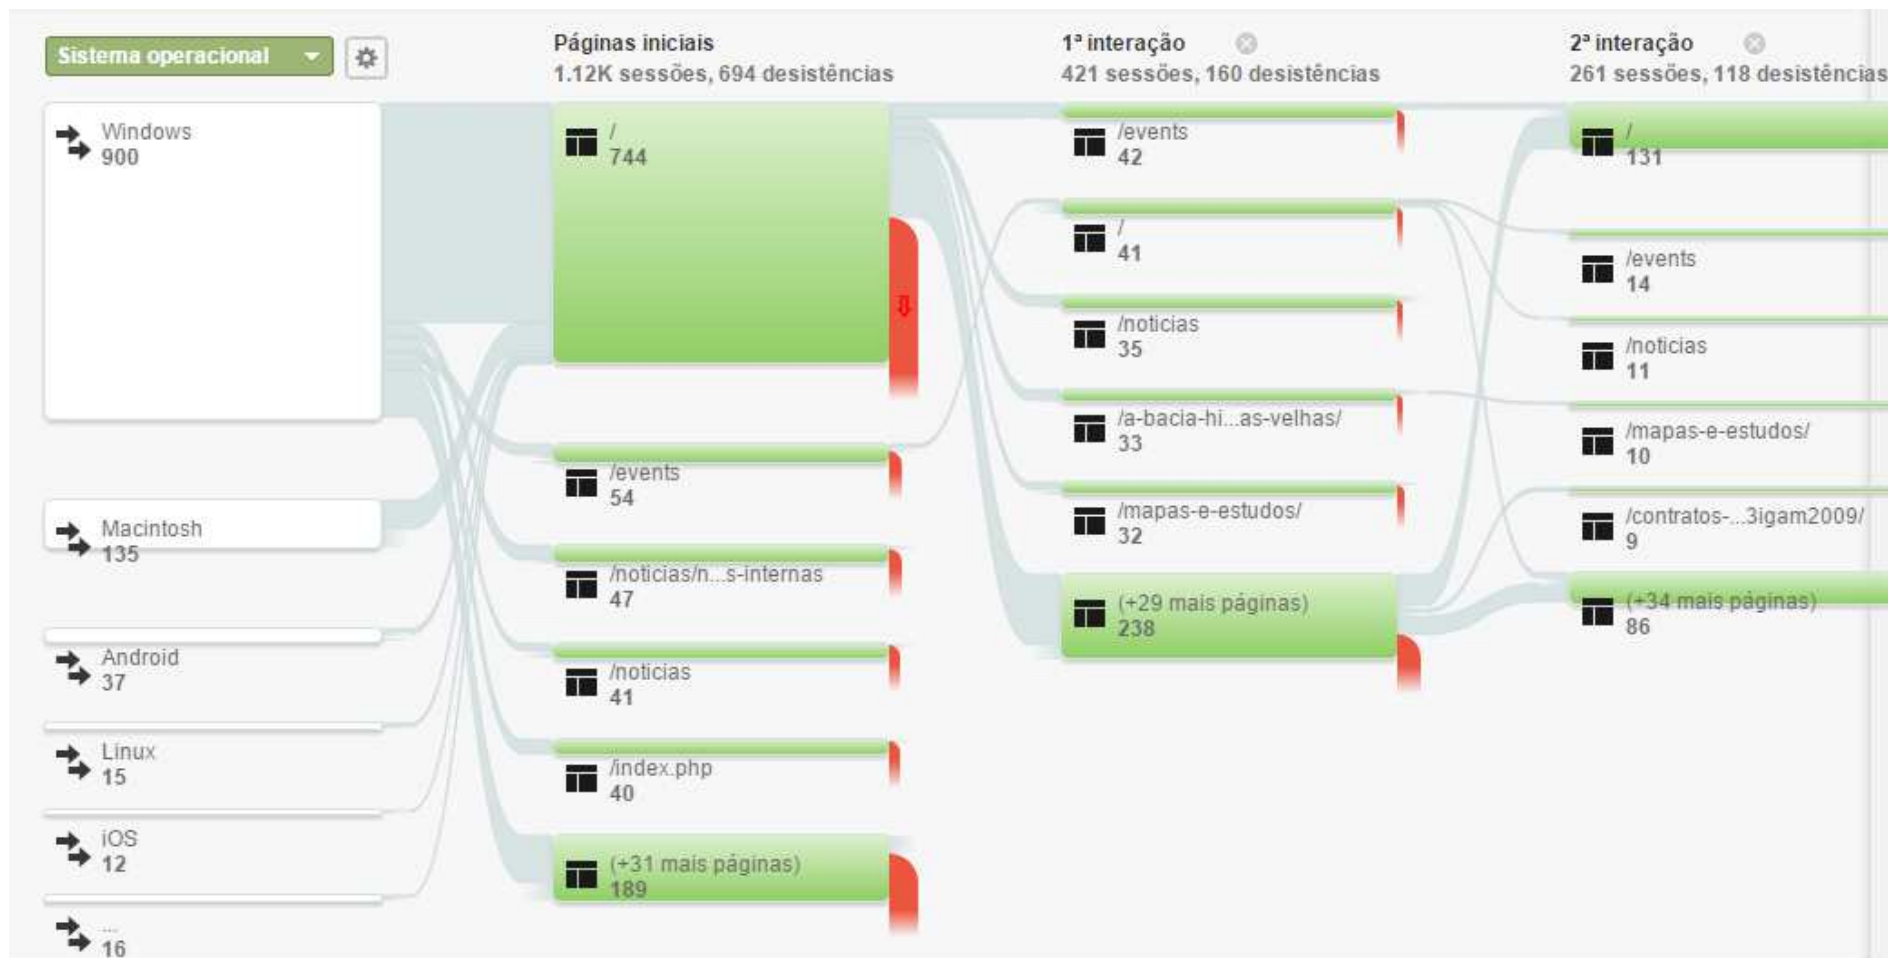 Sistema operacional
Windows
900
Macintosh
135
Android
37
Linux
15
iOS
12
...
16
Páginas iniciais
1.12K sessões, 694 desistências
/
744
/events
54
/noticias/n...s-internas
47
/noticias
41
/index.php
40
(+31 mais páginas)
189
1ª interação
421 sessões, 160 desistências
/events
42
/
41
/noticias
35
/a-bacia-hi...as-velhas/
33
/mapas-e-estudos/
32
(+29 mais páginas)
238
2ª interação
261 sessões, 118 desistências
/
131
/events
14
/noticias
11
/mapas-e-estudos/
10
/contratos-...3igam2009/
9
(+34 mais páginas)
86